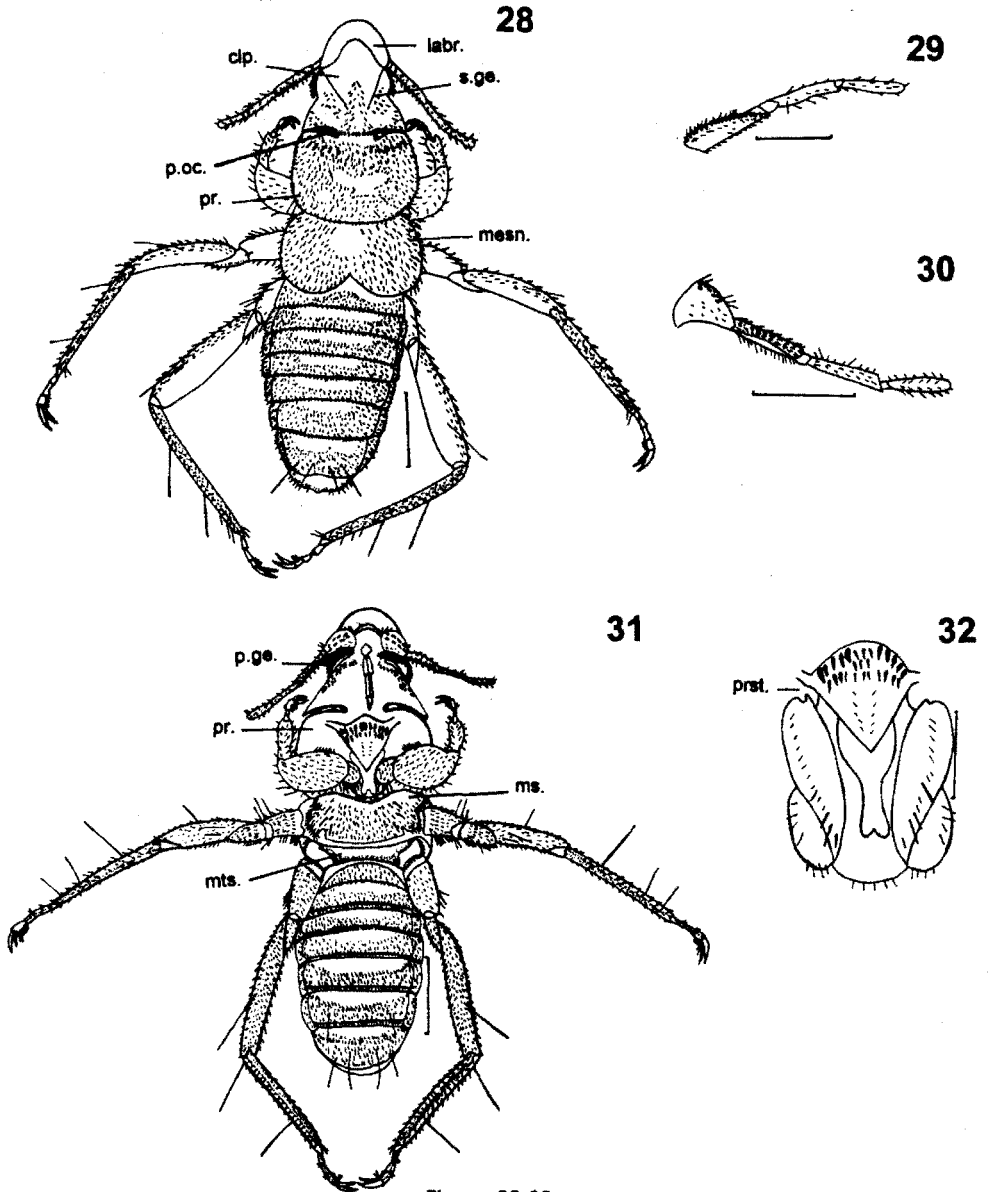 28
labr.
clp.
s.ge.
p.oc.
pr.
mesn.
29
30
31
p.ge.
pr.
ms.
mts.
32
prst.